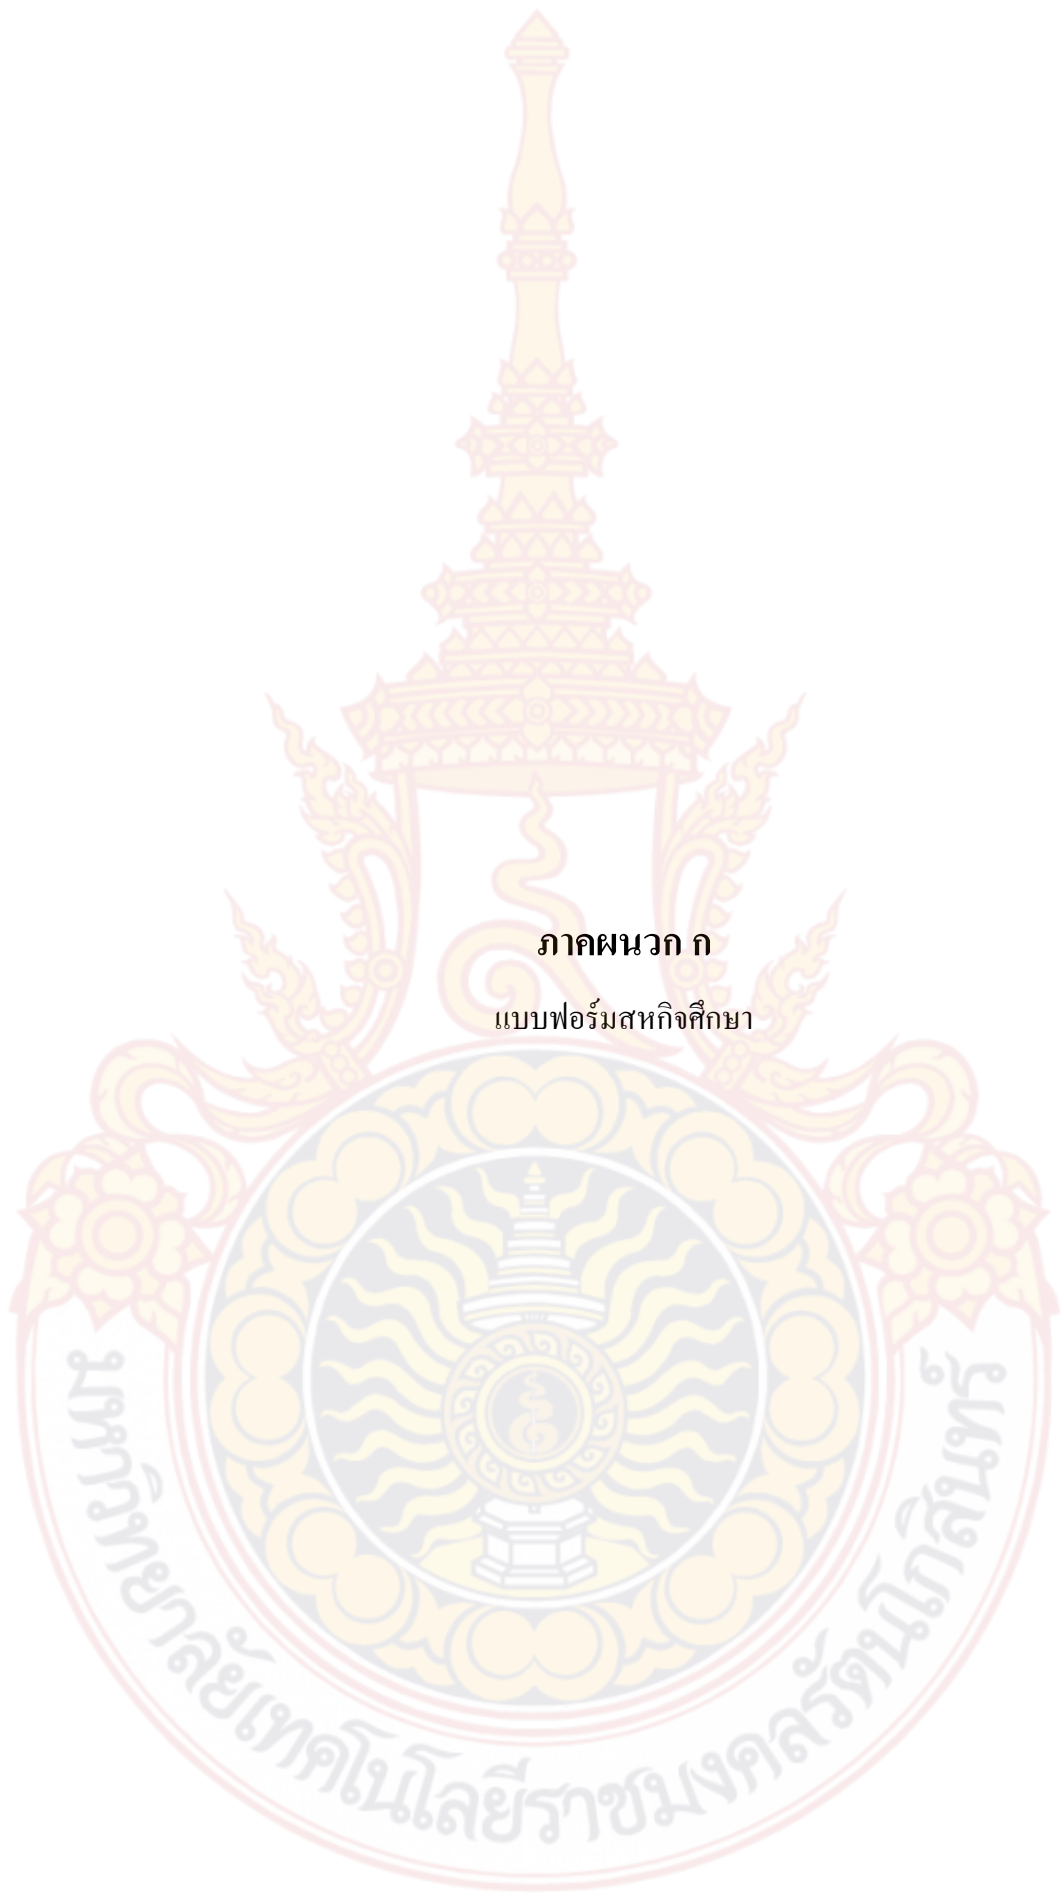 ภาคผนวก ก
แบบฟอร์มสหกิจศึกษา
มหาวิทยาลัยเทคโนโลยีราชมงคลรัตนโกสินทร์